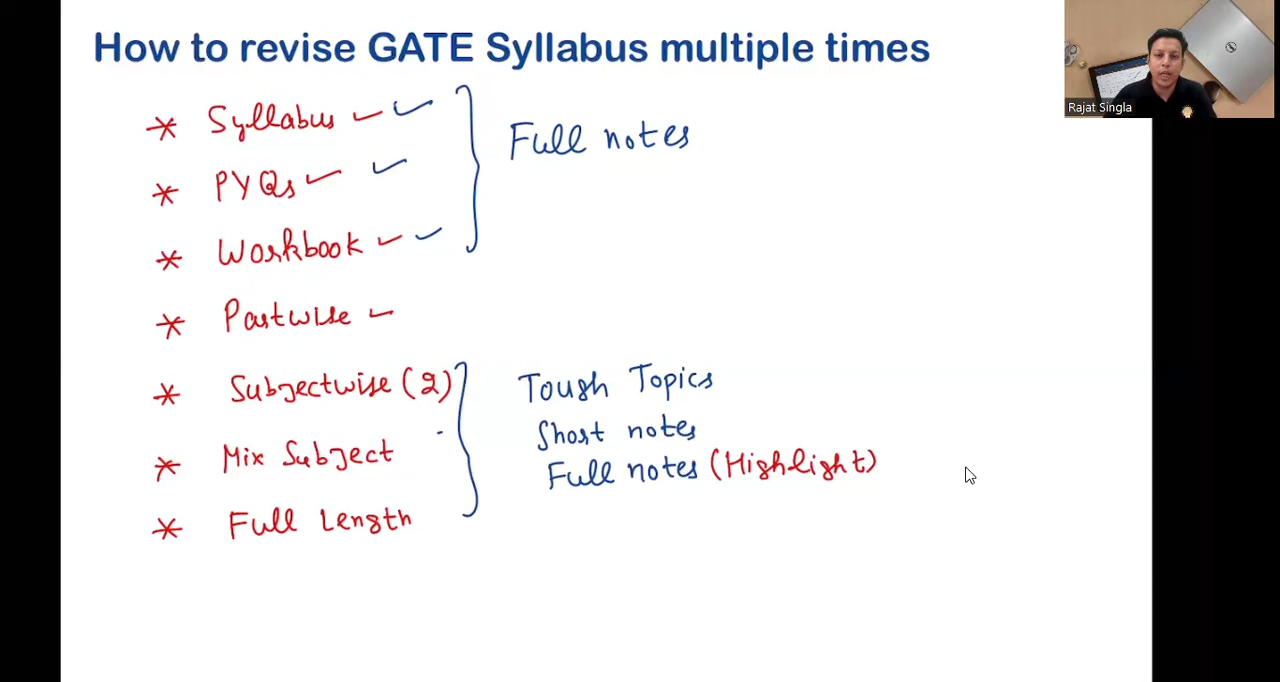 How to revise GATE Syllabus multiple times
Rajat Singla
* Syllabus
Full notes
* PYQs
* Workbook
* Partwise
* Subjectwise (2)
Tough Topics
* Mix Subject
Short notes
Full notes (Highlight)
* Full Length